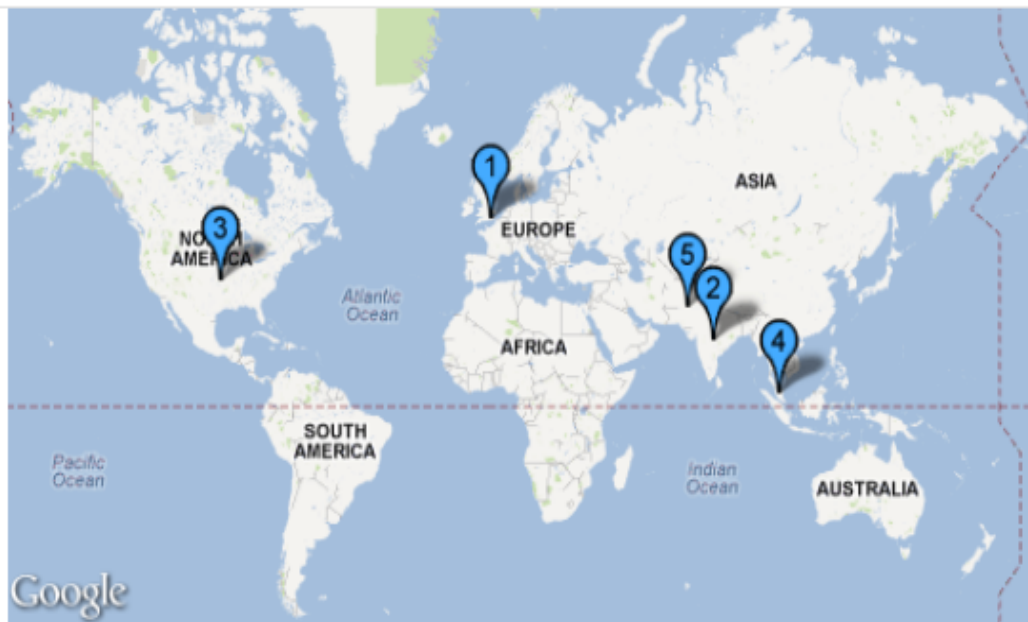 1
ASIA
3
NORTH
AMERICA
EUROPE
5
2
Atlantic
Ocean
AFRICA
4
SOUTH
AMERICA
Pacific
Ocean
Indian
Ocean
AUSTRALIA
Google